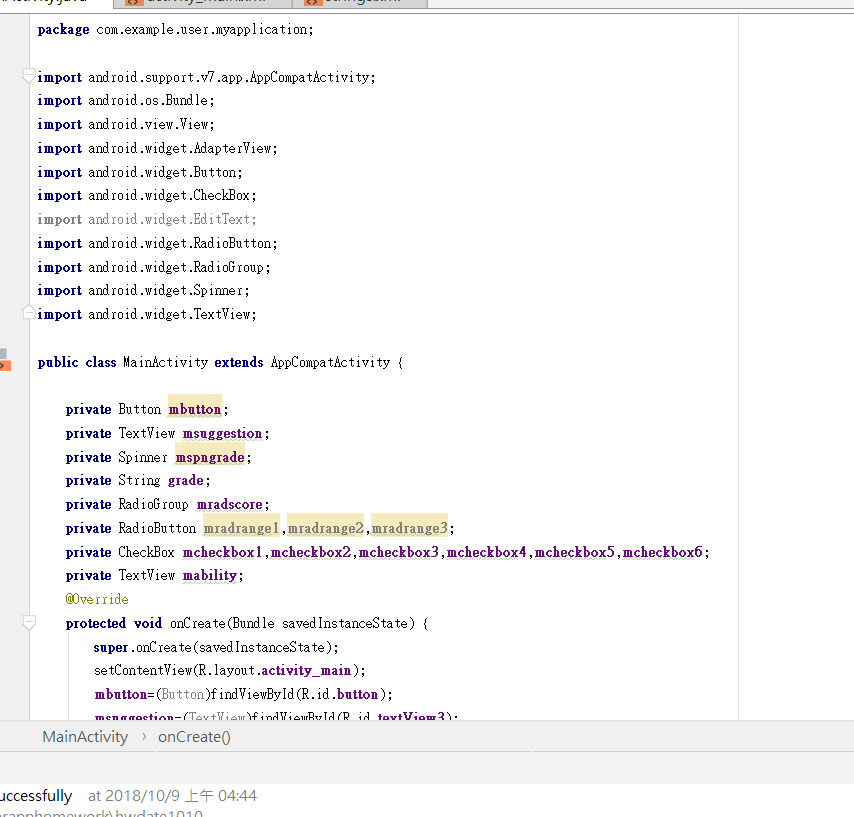 package com.example.user.myapplication;
import android.support.v7.app.AppCompatActivity;
import android.os.Bundle;
import android.view.View;
import android.widget.AdapterView;
import android.widget.Button;
import android.widget.CheckBox;
import android.widget.EditText;
import android.widget.RadioButton;
import android.widget.RadioGroup;
import android.widget.Spinner;
import android.widget.TextView;
public class MainActivity extends AppCompatActivity {
private Button mbutton;
private TextView msuggestion;
private Spinner mspngrade;
private String grade;
private RadioGroup mradscore;
private RadioButton mradrange1,mradrange2,mradrange3;
private CheckBox mcheckbox1,mcheckbox2,mcheckbox3,mcheckbox4,mcheckbox5,mcheckbox6;
private TextView mability;
@Override
protected void onCreate(Bundle savedInstanceState) {
super.onCreate(savedInstanceState);
setContentView(R.layout.activity_main);
mbutton=(Button)findViewById(R.id.button);
msuggestion=(TextView)findViewById(R.id.textView3);
MainActivity › onCreate()
uccessfully at 2018/10/9 上午 04:44